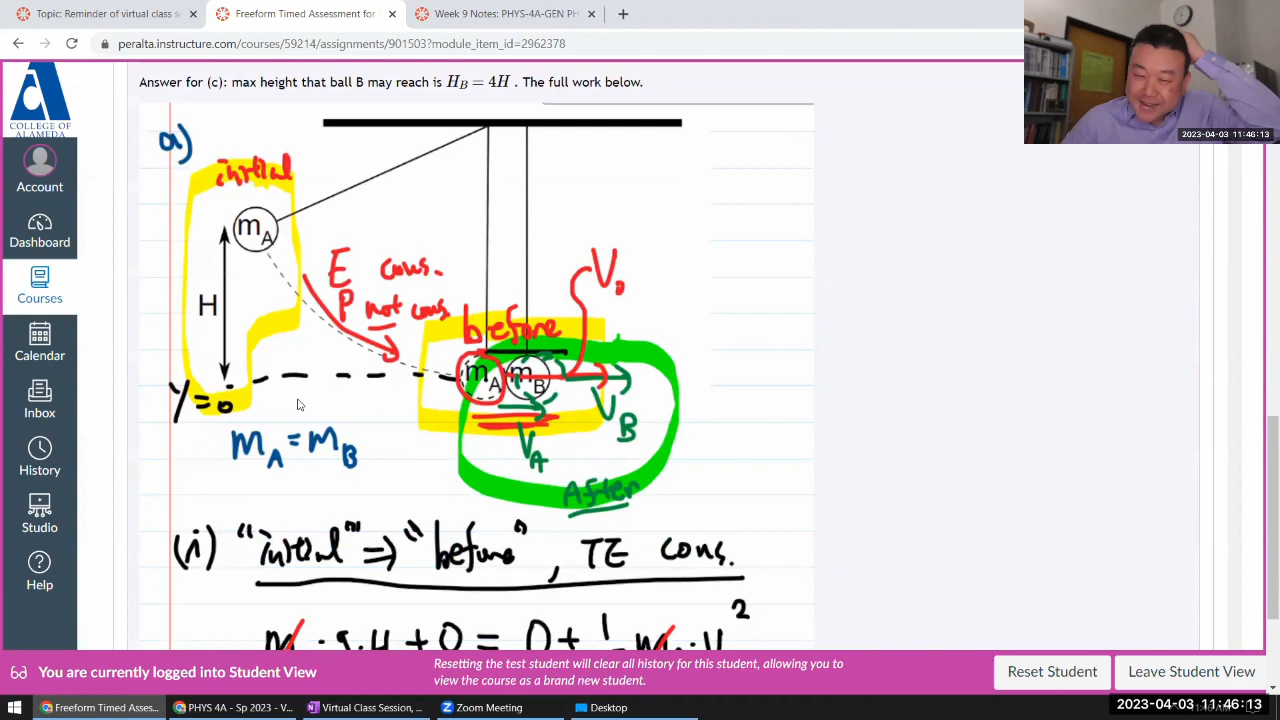 Topic: Reminder of virtual class s
Freeform Timed Assessment for
Week 9 Notes: PHYS-4A-GEN PH
peralta.instructure.com/courses/59214/assignments/901503?module_item_id=2962378
2023-04-03 11:46:13
COLLEGE OF
ALAMEDA
Account
Dashboard
Courses
Calendar
Inbox
History
Studio
Help
Answer for (c): max height that ball B may reach is H_B = 4H . The full work below.
a)
initial
m_A
H
E cons.
P not cons
V_0
before
m_A m_B
y=0
V_B
V_A
m_A = m_B
After
(i) "initial" ⇒ "before", TE cons.
m · g · H + 0 = 0 + 1
You are currently logged into Student View
Resetting the test student will clear all history for this student, allowing you to
view the course as a brand new student.
Reset Student
Leave Student View
Freeform Timed Asses...
PHYS 4A - Sp 2023 - V...
Virtual Class Session, ...
Zoom Meeting
Desktop
2023-04-03 11:46:13